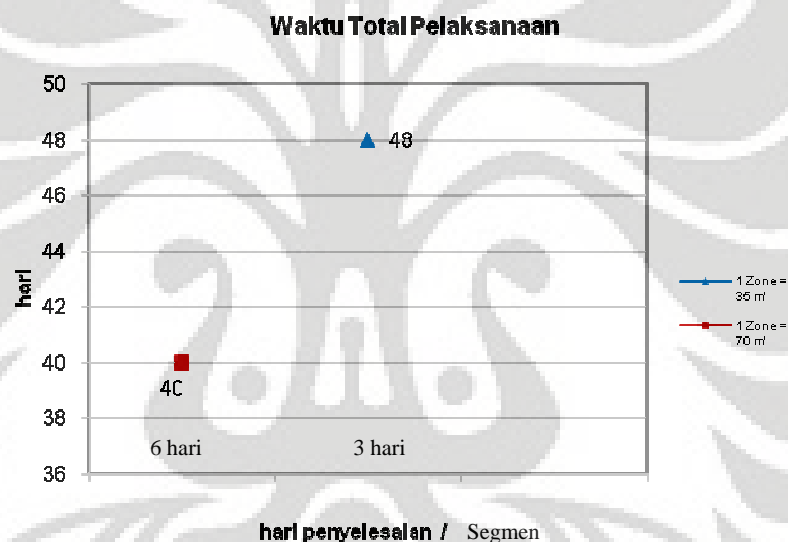 Waktu Total Pelaksanaan
50
48
48
46
44
hari
42
40
40
38
6 hari
3 hari
36
hari penyelesaian / Segmen
1 Zone =
35 m'
1 Zone =
70 m'